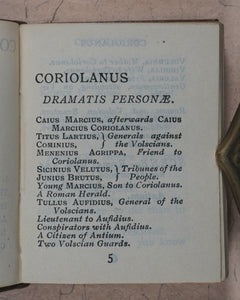 CORIOLANUS
DRAMATIS PERSONÆ.
CAIUS MARCIUS, afterwards CAIUS
MARCIUS CORIOLANUS.
TITUS LARTIUS, } Generals against
COMINIUS, } the Volscians.
MENENIUS AGRIPPA, Friend to
Coriolanus.
SICINIUS VELUTUS, } Tribunes of the
JUNIUS BRUTUS, } People.
Young MARCIUS, Son to Coriolanus.
A Roman Herald.
TULLUS AUFIDIUS, General of the
Volscians.
Lieutenant to Aufidius.
Conspirators with Aufidius.
A Citizen of Antium.
Two Volscian Guards.
5